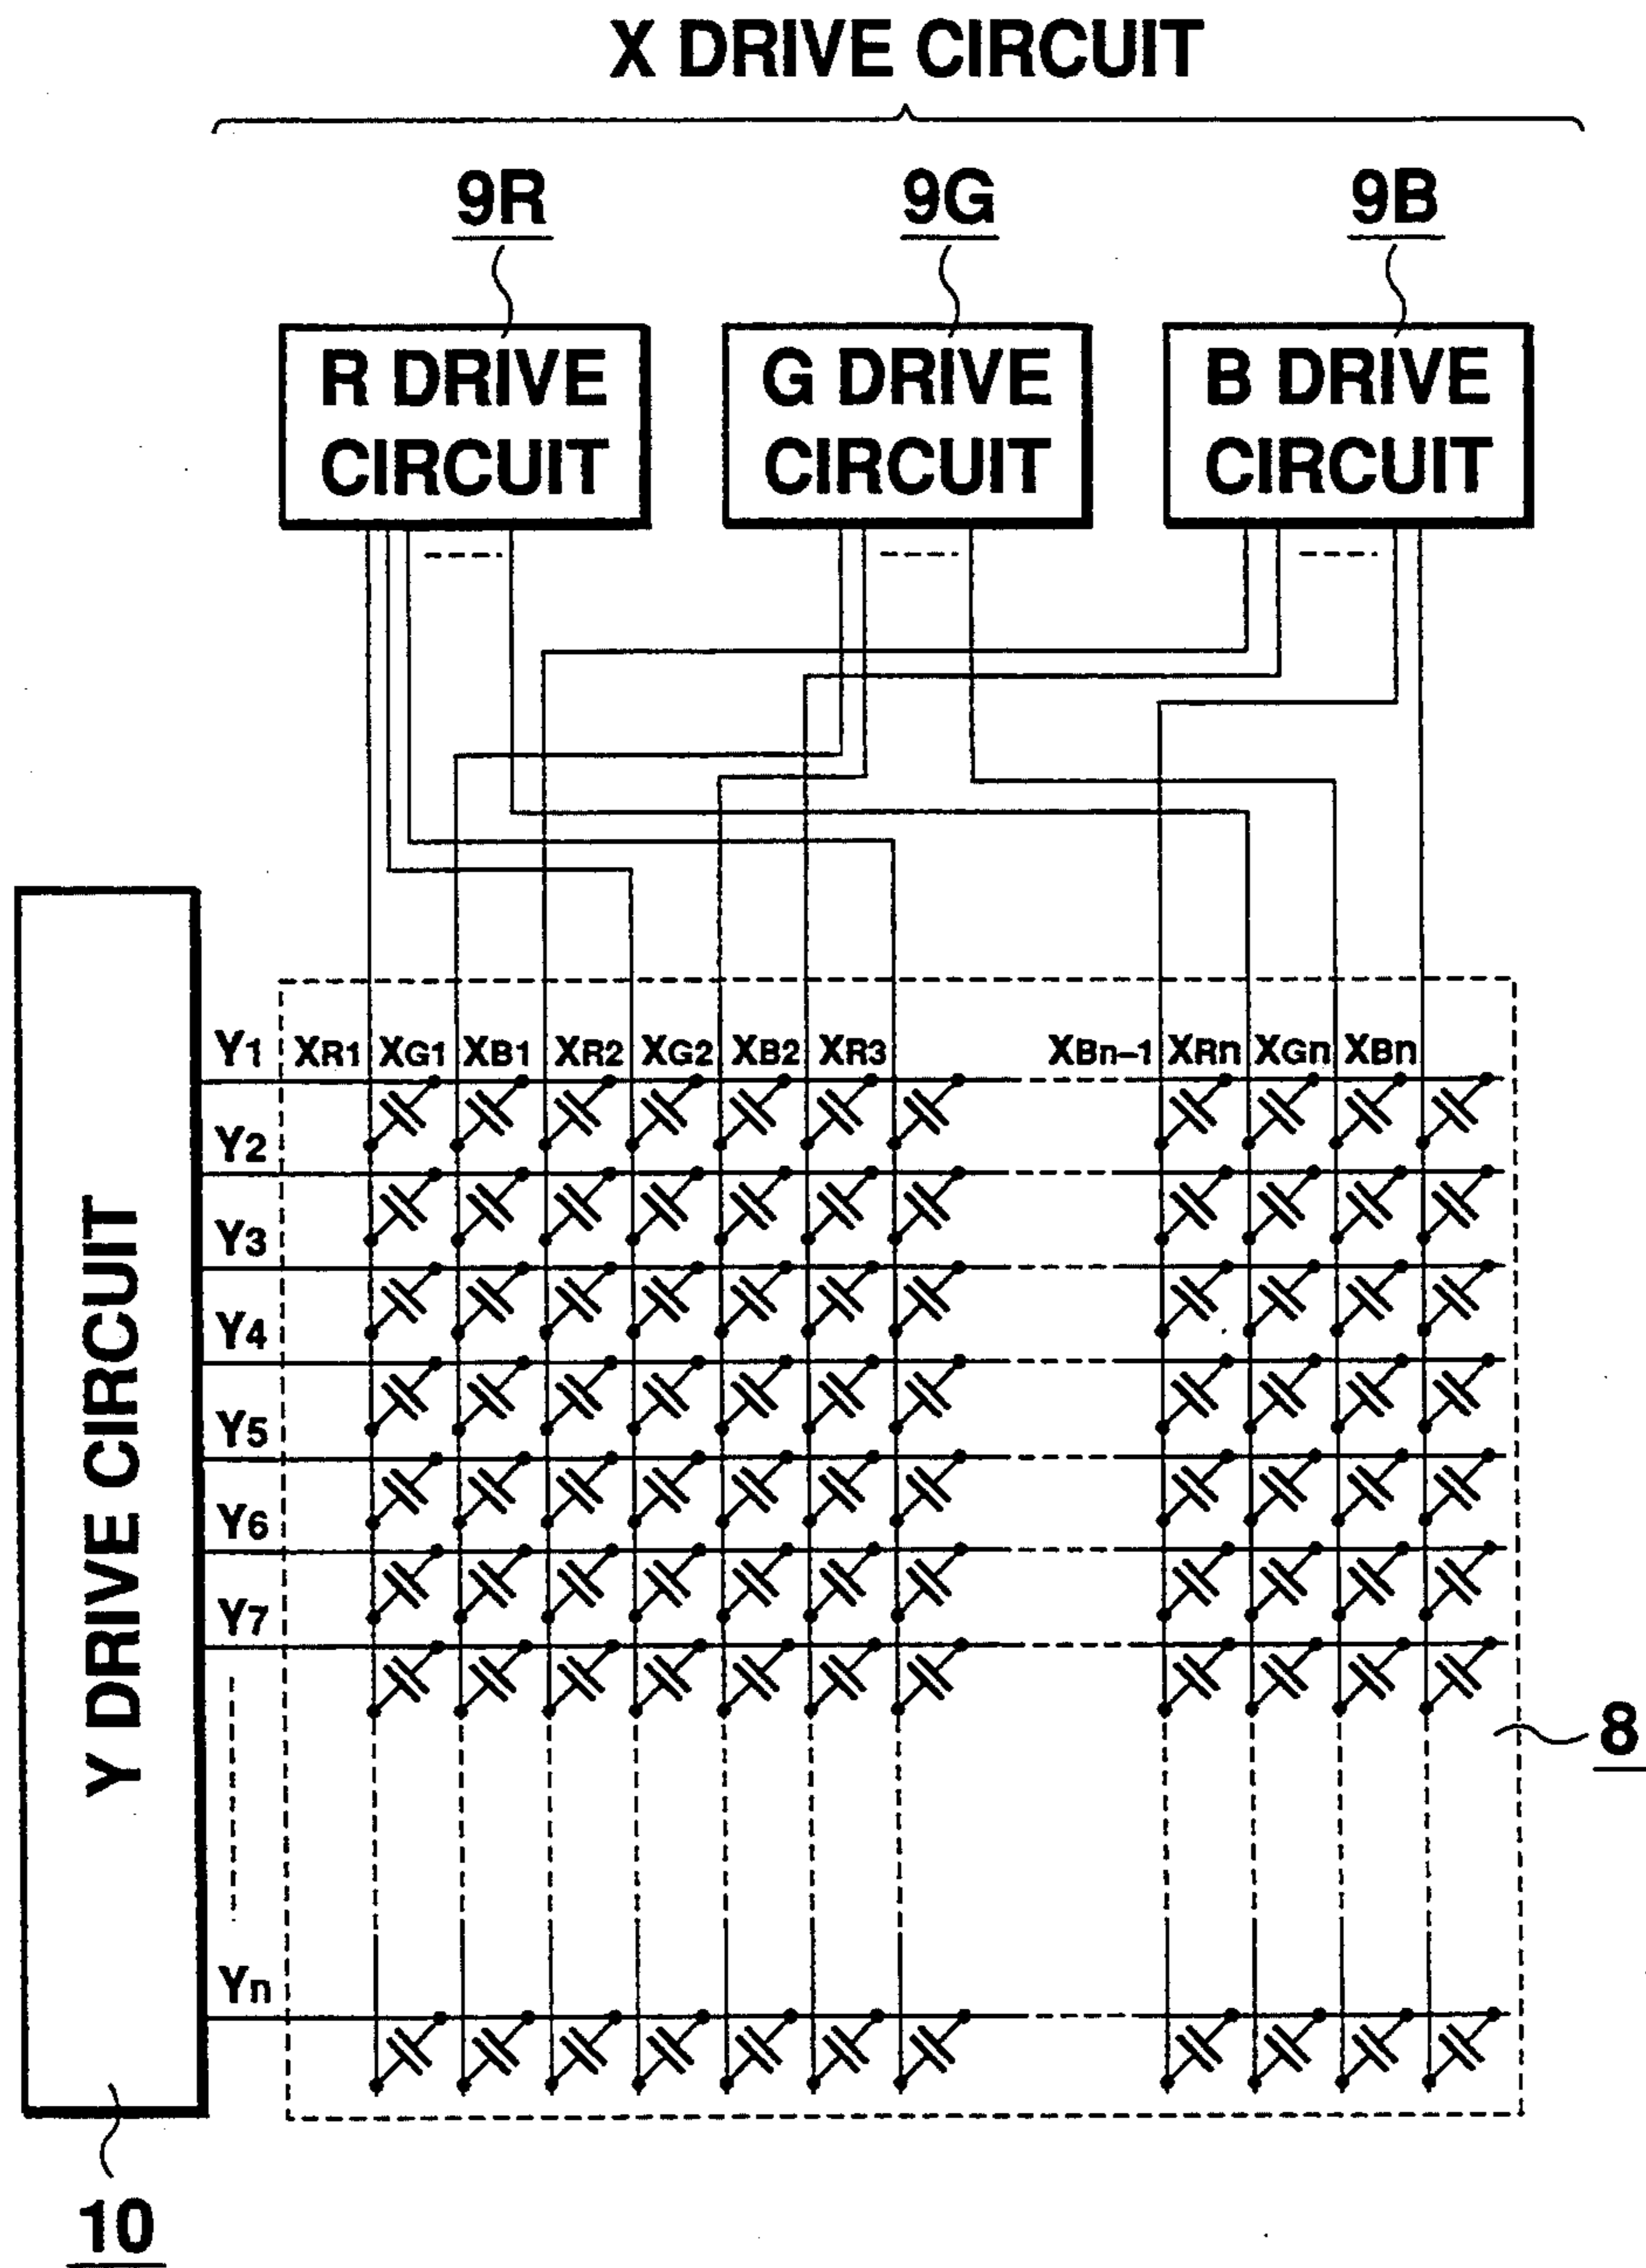 X DRIVE CIRCUIT
9R 9G 9B
R DRIVE CIRCUIT
G DRIVE CIRCUIT
B DRIVE CIRCUIT
Y1 XR1 XG1 XB1 XR2 XG2 XB2 XR3 XBn-1 XRn XGn XBn
Y2
Y3
Y4
Y5
Y6
Y7
Yn
Y DRIVE CIRCUIT
8
10